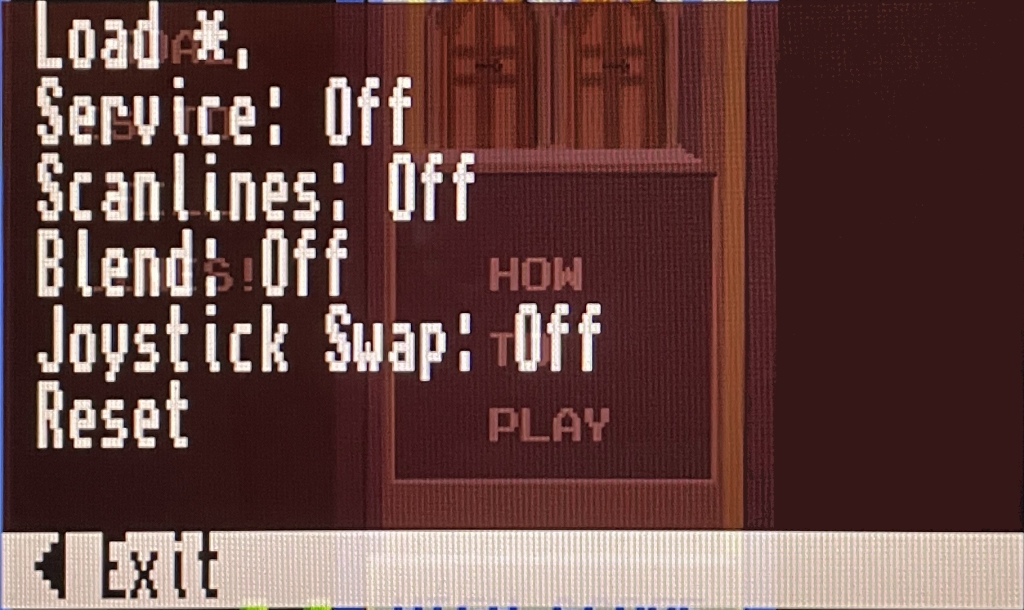 Load *.
Service: Off
Scanlines: Off
Blend: Off
Joystick Swap: Off
Reset
Exit
HOW
PLAY